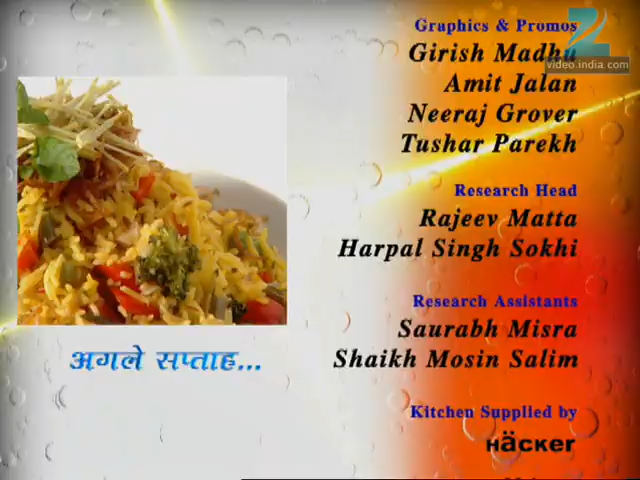 Graphics & Promos
Girish Madhu
video.india.com
Amit Jalan
Neeraj Grover
Tushar Parekh
Research Head
Rajeev Matta
Harpal Singh Sokhi
Research Assistants
Saurabh Misra
Shaikh Mosin Salim
अगले सप्ताह...
Kitchen Supplied by
HäCKER